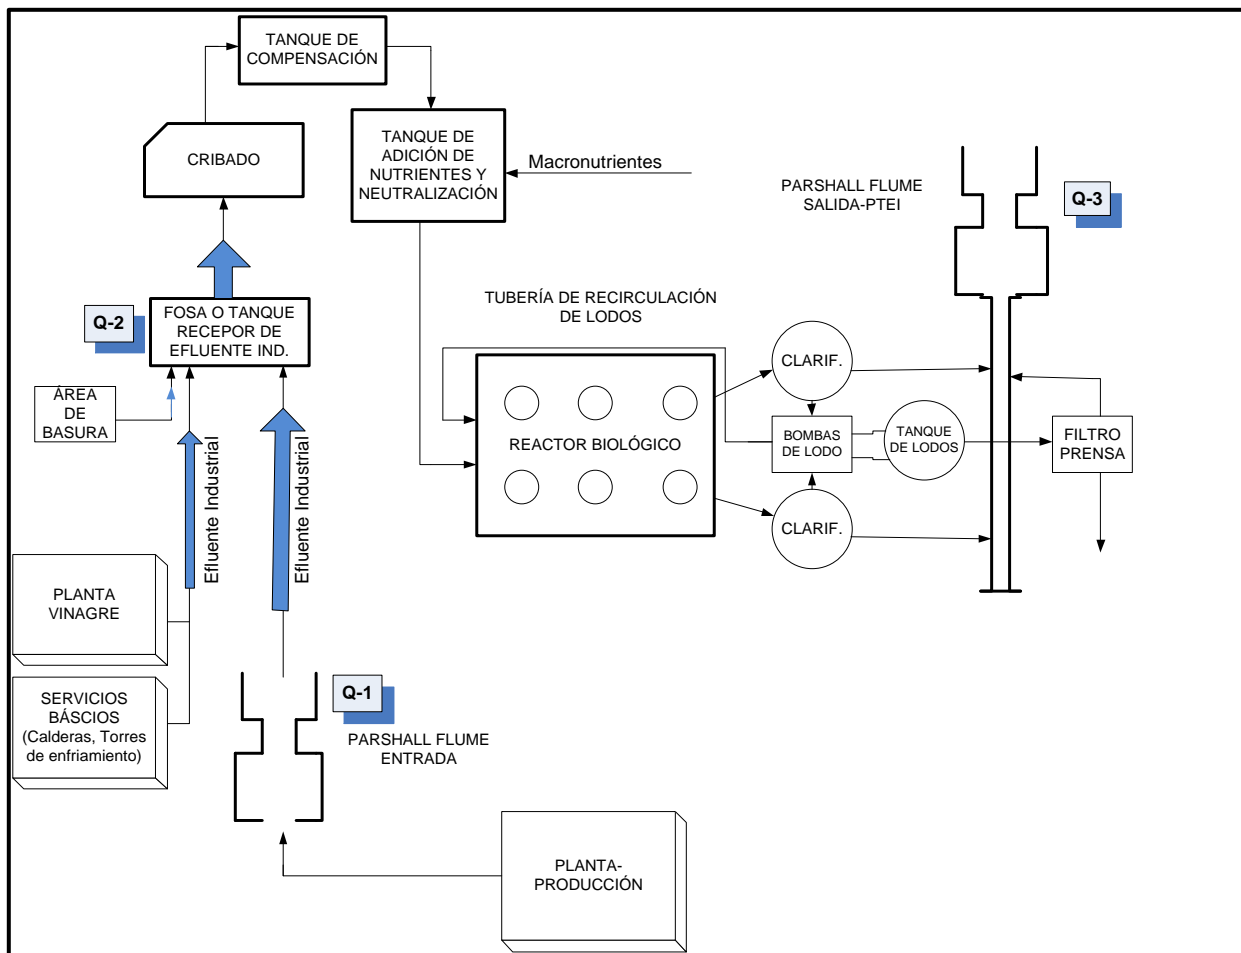 TANQUE DE
COMPENSACIÓN
CRIBADO
TANQUE DE
ADICIÓN DE
NUTRIENTES Y
NEUTRALIZACIÓN
Macronutrientes
PARSHALL FLUME
SALIDA-PTEI
Q-3
Q-2
FOSA O TANQUE
RECEPOR DE
EFLUENTE IND.
TUBERÍA DE RECIRCULACIÓN
DE LODOS
ÁREA
DE
BASURA
Efluente Industrial
Efluente Industrial
REACTOR BIOLÓGICO
CLARIF.
BOMBAS
DE LODO
TANQUE
DE LODOS
FILTRO
PRENSA
CLARIF.
PLANTA
VINAGRE
SERVICIOS
BÁSCIOS
(Calderas, Torres
de enfriamiento)
Q-1
PARSHALL FLUME
ENTRADA
PLANTA-
PRODUCCIÓN